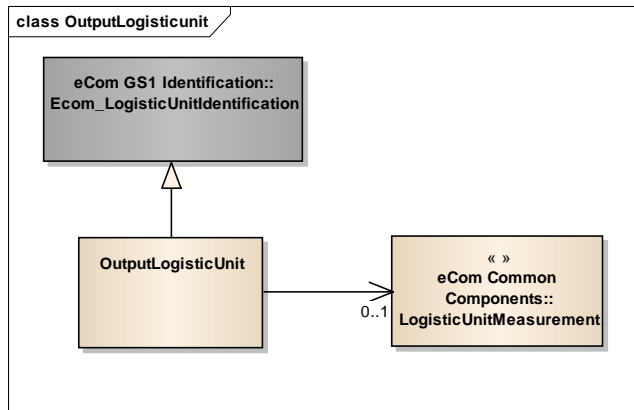 class OutputLogisticunit
eCom GS1 Identification::
Ecom_LogisticUnitIdentification
OutputLogisticUnit
0..1
« »
eCom Common
Components::
LogisticUnitMeasurement